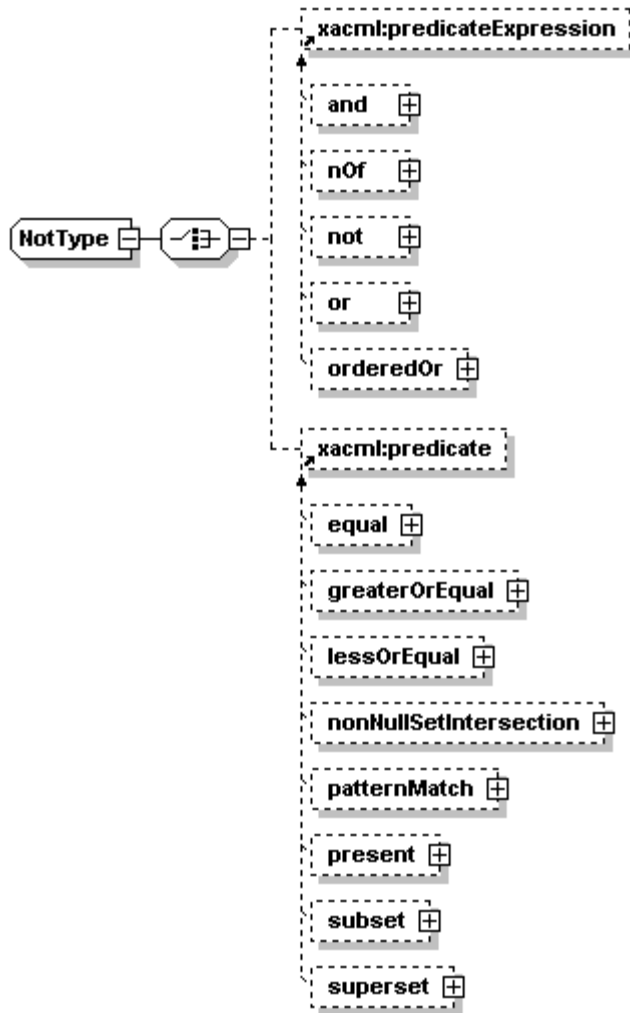 xacml:predicateExpression
and
nOf
NotType
not
or
orderedOr
xacml:predicate
equal
greaterOrEqual
lessOrEqual
nonNullSetIntersection
patternMatch
present
subset
superset